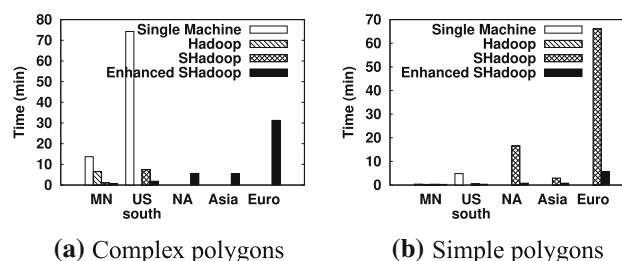 80
70
60
50
40
30
20
10
0
Time (min)
Single Machine
Hadoop
SHadoop
Enhanced SHadoop
MN US south NA Asia Euro
(a) Complex polygons
70
60
50
40
30
20
10
0
Time (min)
Single Machine
Hadoop
SHadoop
Enhanced SHadoop
MN US south NA Asia Euro
(b) Simple polygons